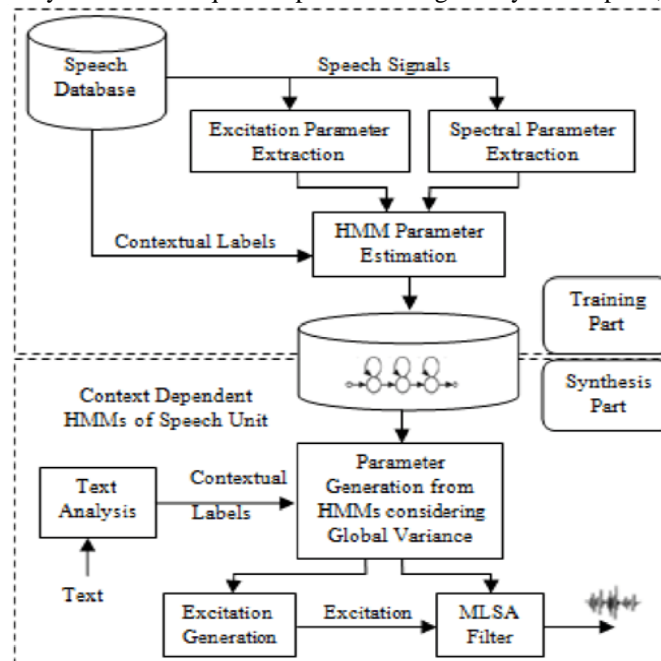 Speech
Database
Speech Signals
Excitation Parameter
Extraction
Spectral Parameter
Extraction
Contextual Labels
HMM Parameter
Estimation
Training
Part
Synthesis
Part
Context Dependent
HMMs of Speech Unit
Text
Analysis
Contextual
Labels
Parameter
Generation from
HMMs considering
Global Variance
Text
Excitation
Generation
Excitation
MLSA
Filter